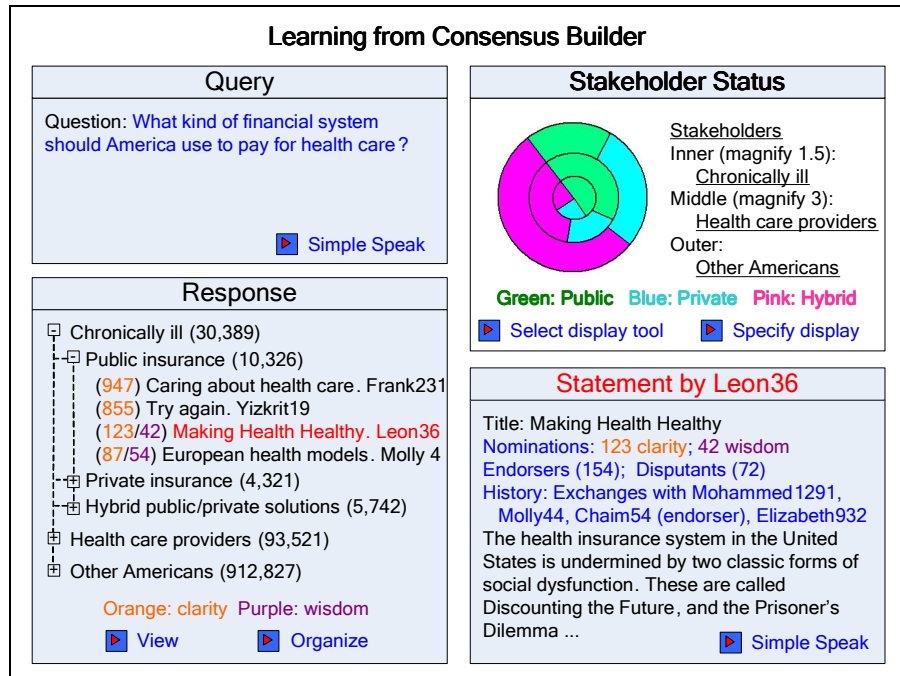 Learning from Consensus Builder
Query
Question: What kind of financial system
should America use to pay for health care?
Simple Speak
Stakeholder Status
Stakeholders
Inner (magnify 1.5):
Chronically ill
Middle (magnify 3):
Health care providers
Outer:
Other Americans
Green: Public Blue: Private Pink: Hybrid
Select display tool Specify display
Response
Chronically ill (30,389)
Public insurance (10,326)
(947) Caring about health care. Frank231
(855) Try again. Yizkrit19
(123/42) Making Health Healthy. Leon36
(87/54) European health models. Molly 4
Private insurance (4,321)
Hybrid public/private solutions (5,742)
Health care providers (93,521)
Other Americans (912,827)
Orange: clarity Purple: wisdom
View Organize
Statement by Leon36
Title: Making Health Healthy
Nominations: 123 clarity; 42 wisdom
Endorsers (154); Disputants (72)
History: Exchanges with Mohammed1291,
Molly44, Chaim54 (endorser), Elizabeth932
The health insurance system in the United
States is undermined by two classic forms of
social dysfunction. These are called
Discounting the Future, and the Prisoner's
Dilemma ...
Simple Speak